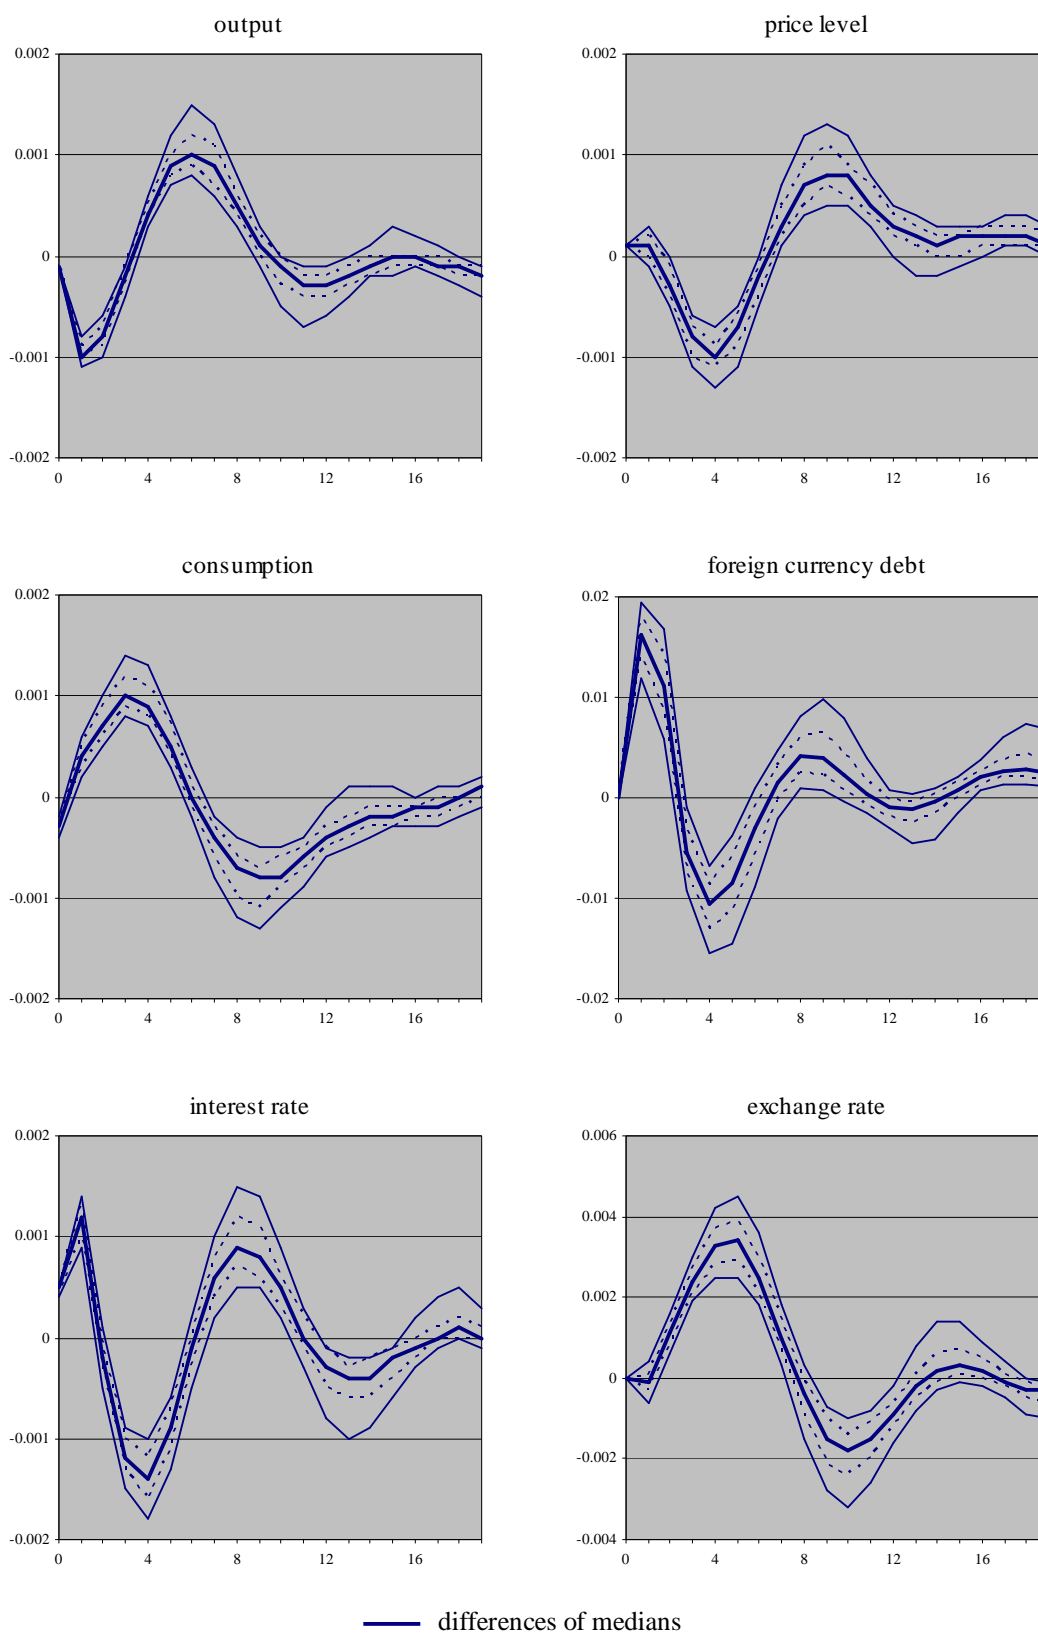 output
price level
0.002
0.001
0
-0.001
-0.002
0 4 8 12 16
0.002
0.001
0
-0.001
-0.002
0 4 8 12 16
consumption
foreign currency debt
0.002
0.001
0
-0.001
-0.002
0 4 8 12 16
0.02
0.01
0
-0.01
-0.02
0 4 8 12 16
interest rate
exchange rate
0.002
0.001
0
-0.001
-0.002
0 4 8 12 16
0.006
0.004
0.002
0
-0.002
-0.004
0 4 8 12 16
differences of medians